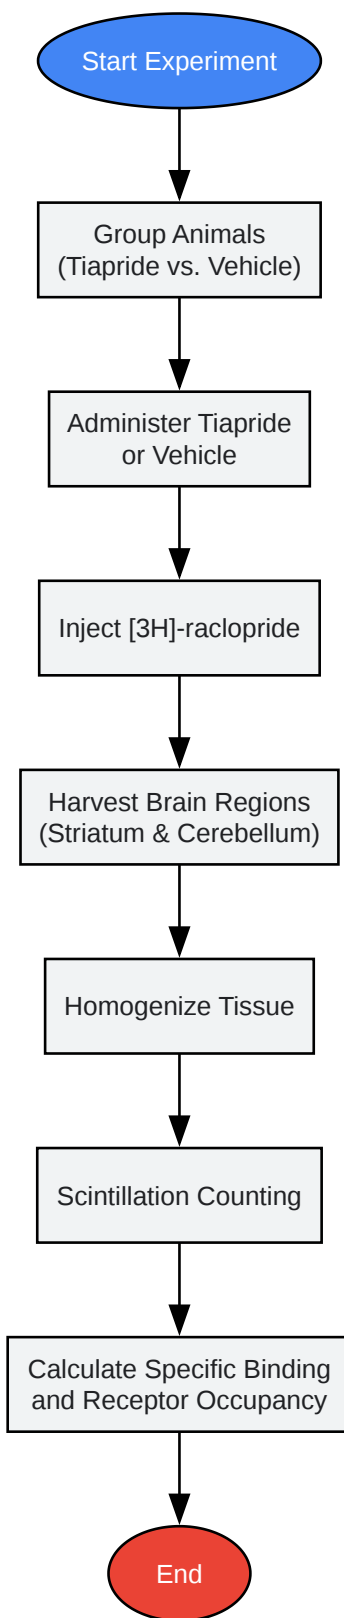 Start Experiment
Group Animals
(Tiapride vs. Vehicle)
Administer Tiapride
or Vehicle
Inject [3H]-raclopride
Harvest Brain Regions
(Striatum & Cerebellum)
Homogenize Tissue
Scintillation Counting
Calculate Specific Binding
and Receptor Occupancy
End